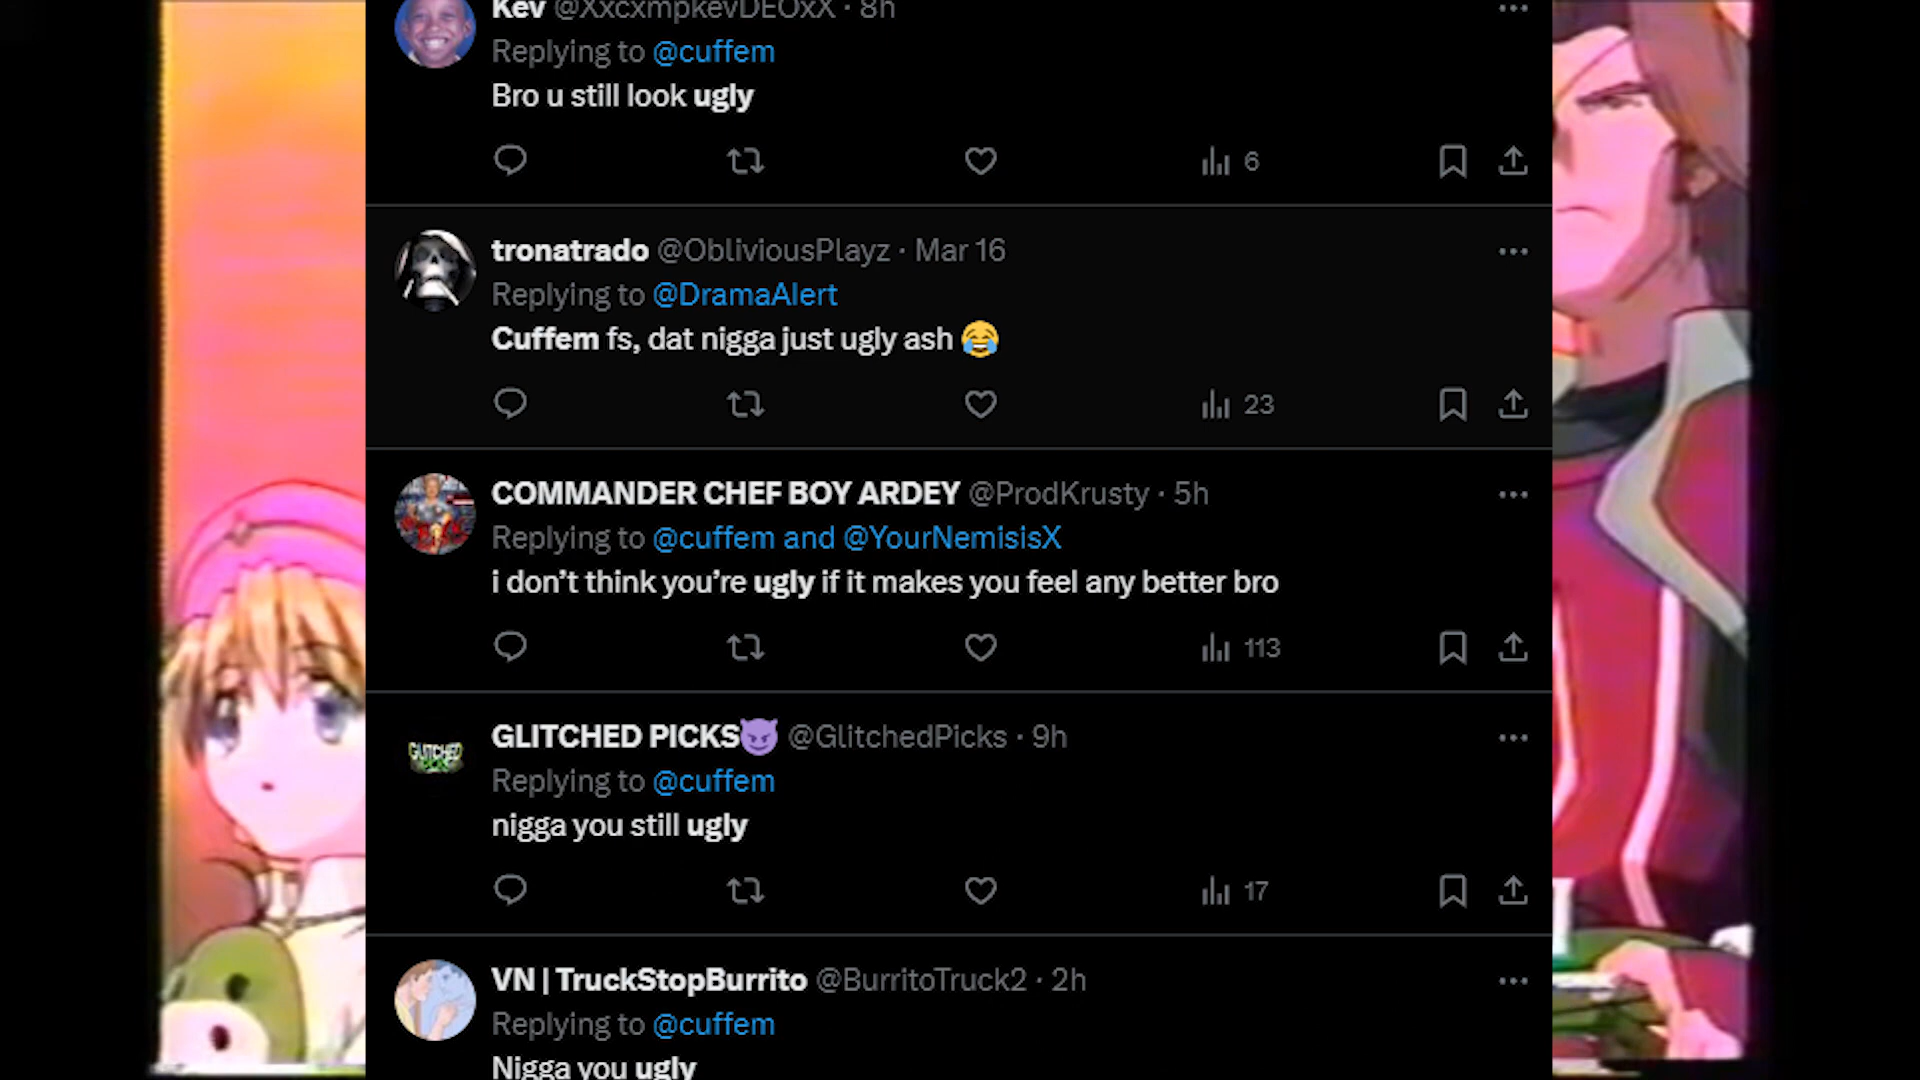 Kev @XxcxmpkevDEOxX · 8h
Replying to @cuffem
Bro u still look ugly
6
tronatrado @ObliviousPlayz · Mar 16
Replying to @DramaAlert
Cuffem fs, dat nigga just ugly ash 😂
23
COMMANDER CHEF BOY ARDEY @ProdKrusty · 5h
Replying to @cuffem and @YourNemisisX
i don’t think you’re ugly if it makes you feel any better bro
113
GLITCHED PICKS😈 @GlitchedPicks · 9h
GLITCHED
PICKS
Replying to @cuffem
nigga you still ugly
17
VN | TruckStopBurrito @BurritoTruck2 · 2h
Replying to @cuffem
Nigga you ugly